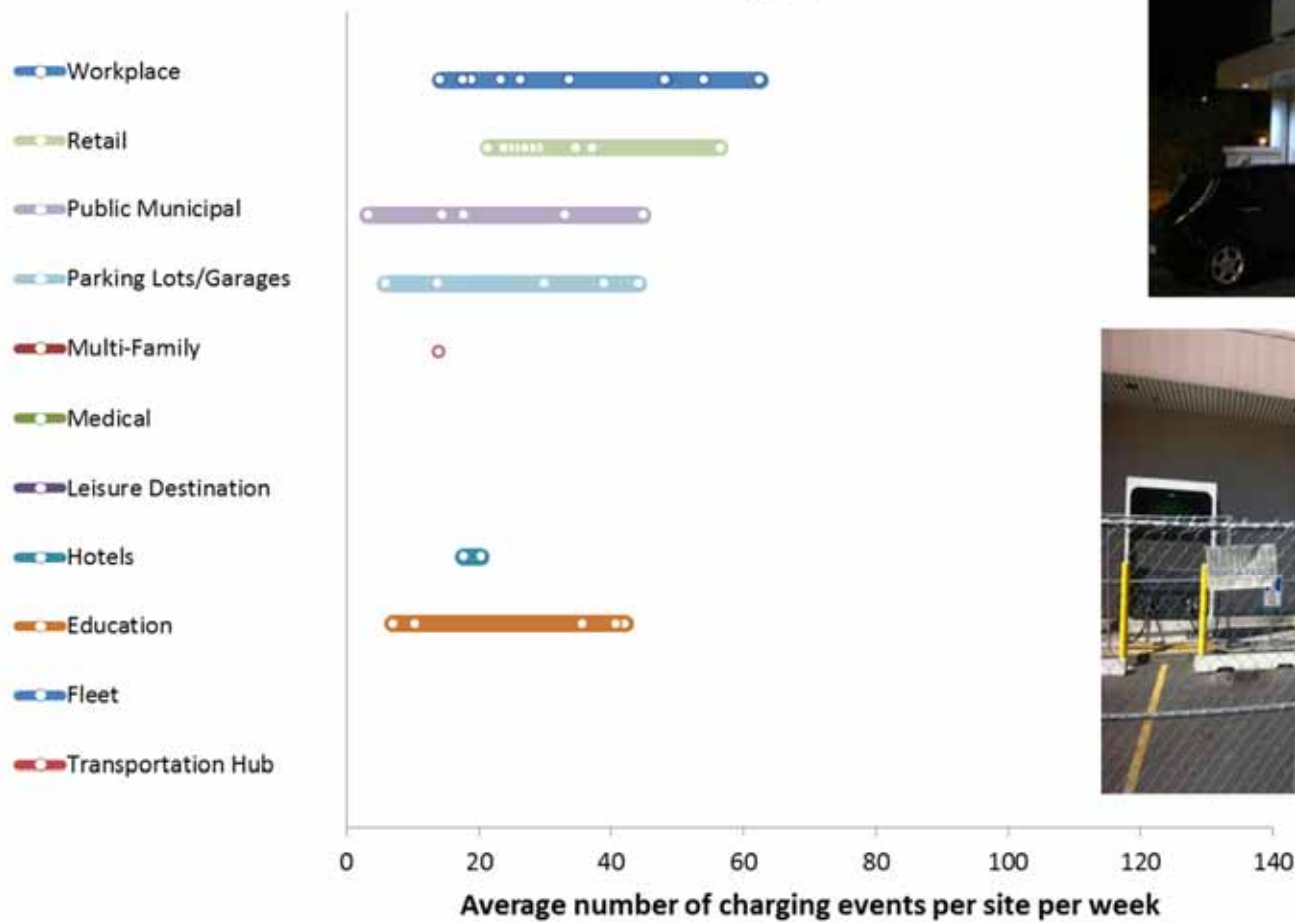 Workplace
Retail
Public Municipal
Parking Lots/Garages
Multi-Family
Medical
Leisure Destination
Hotels
Education
Fleet
Transportation Hub
0 20 40 60 80 100 120 140
Average number of charging events per site per week